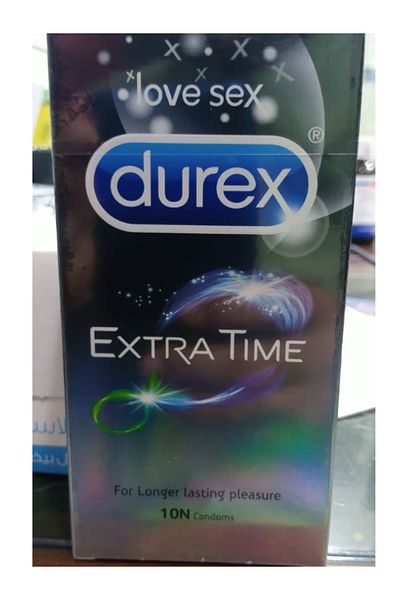 love sex
durex®
EXTRA TIME
For Longer lasting pleasure
10N Condoms